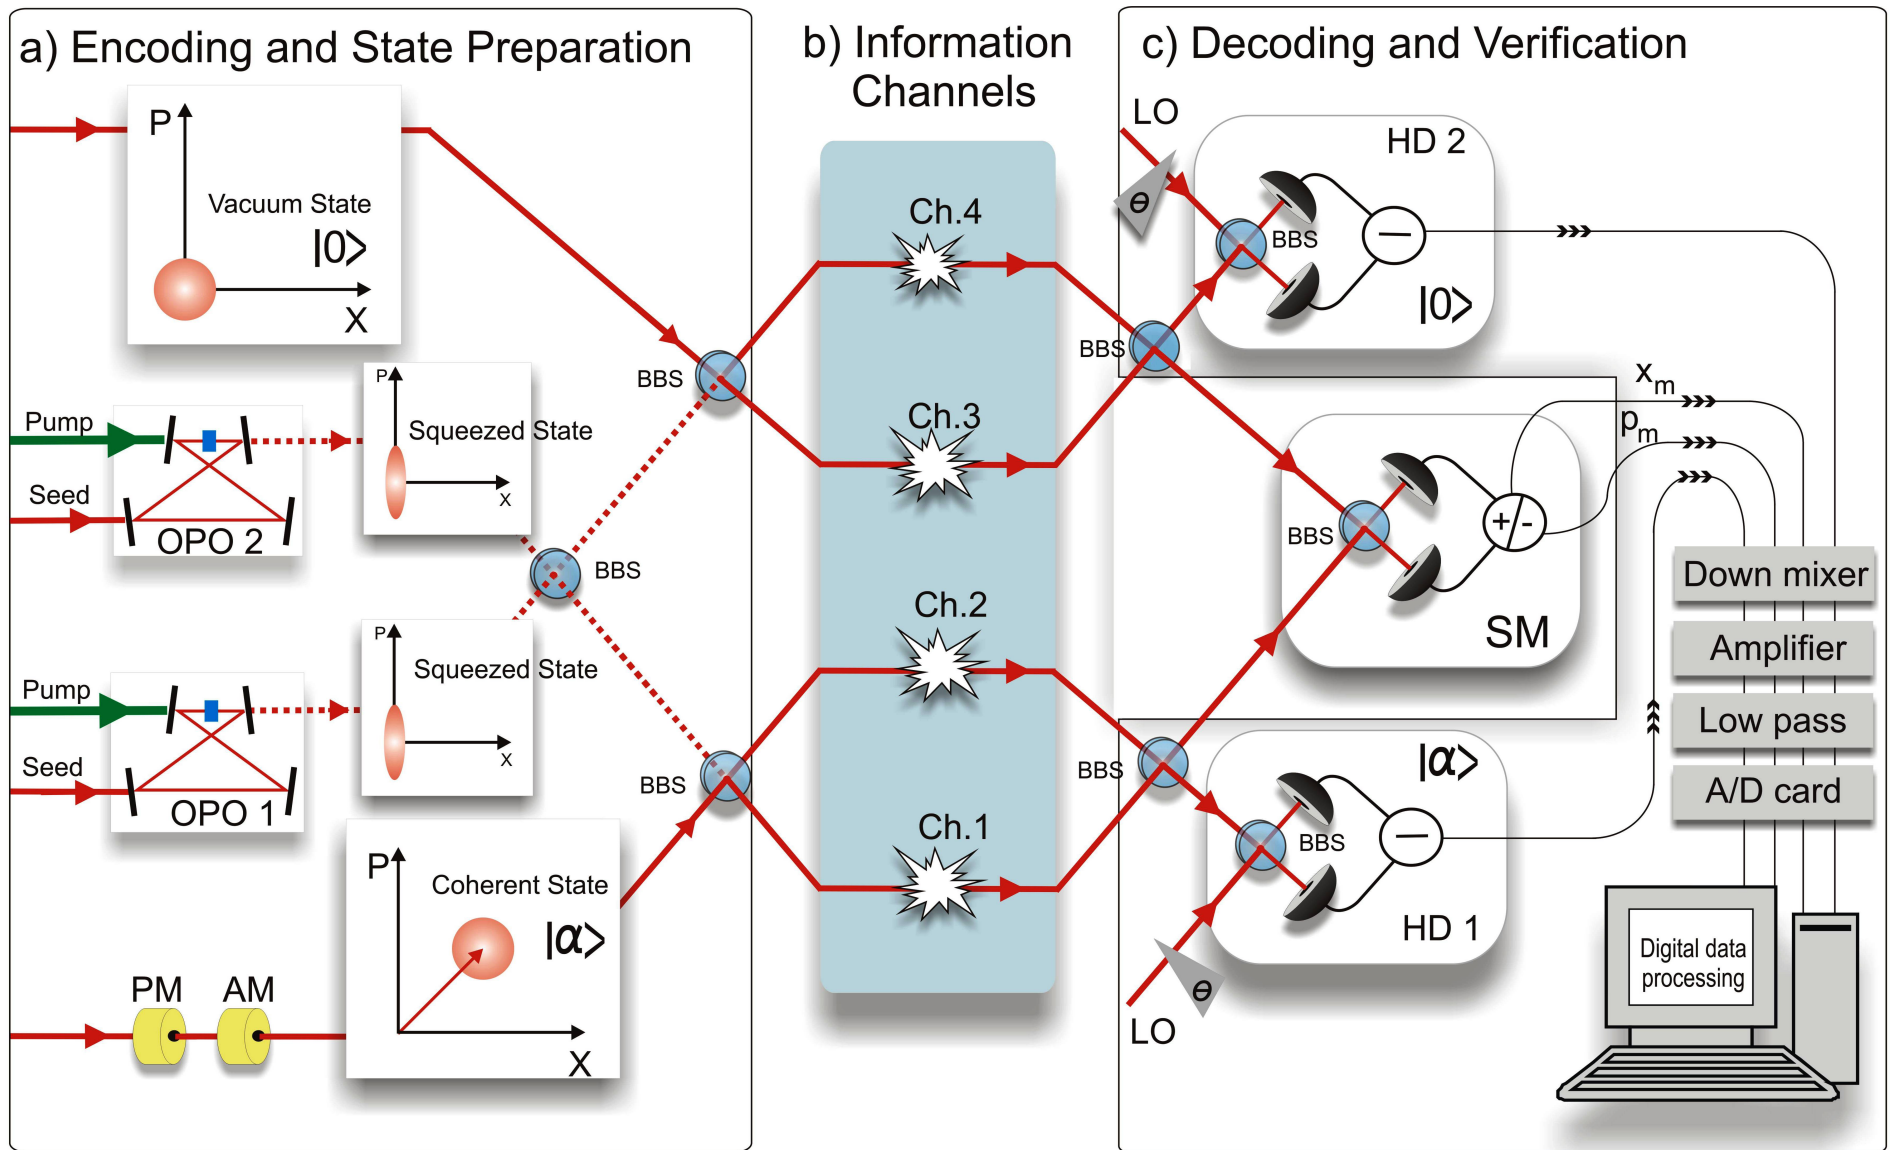 a) Encoding and State Preparation
P
Vacuum State
|0>
X
BBS
Pump
Seed
OPO 2
P
Squeezed State
X
BBS
Pump
Seed
OPO 1
P
Squeezed State
X
BBS
P
Coherent State
|α>
X
PM
AM
b) Information
Channels
Ch.4
Ch.3
Ch.2
Ch.1
c) Decoding and Verification
LO
θ
HD 2
BBS
|0>
BBS
xm
pm
BBS
+/-
SM
BBS
|α>
BBS
HD 1
θ
LO
Down mixer
Amplifier
Low pass
A/D card
Digital data
processing